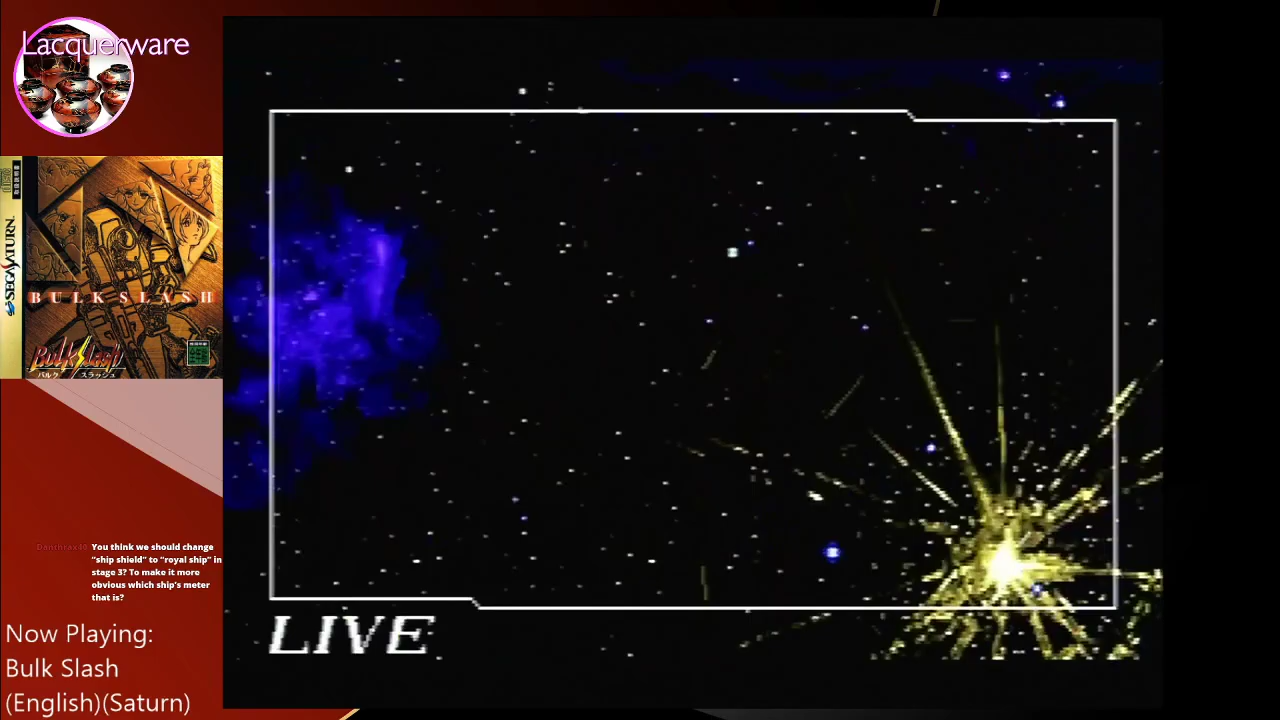 Lacquerware
SEGA SATURN
BULK SLASH
Bulk Slash
バルク スラッシュ
Danthrax4: You think we should change
"ship shield" to "royal ship" in
stage 3? To make it more
obvious which ship's meter
that is?
Now Playing:
Bulk Slash
(English)(Saturn)
LIVE